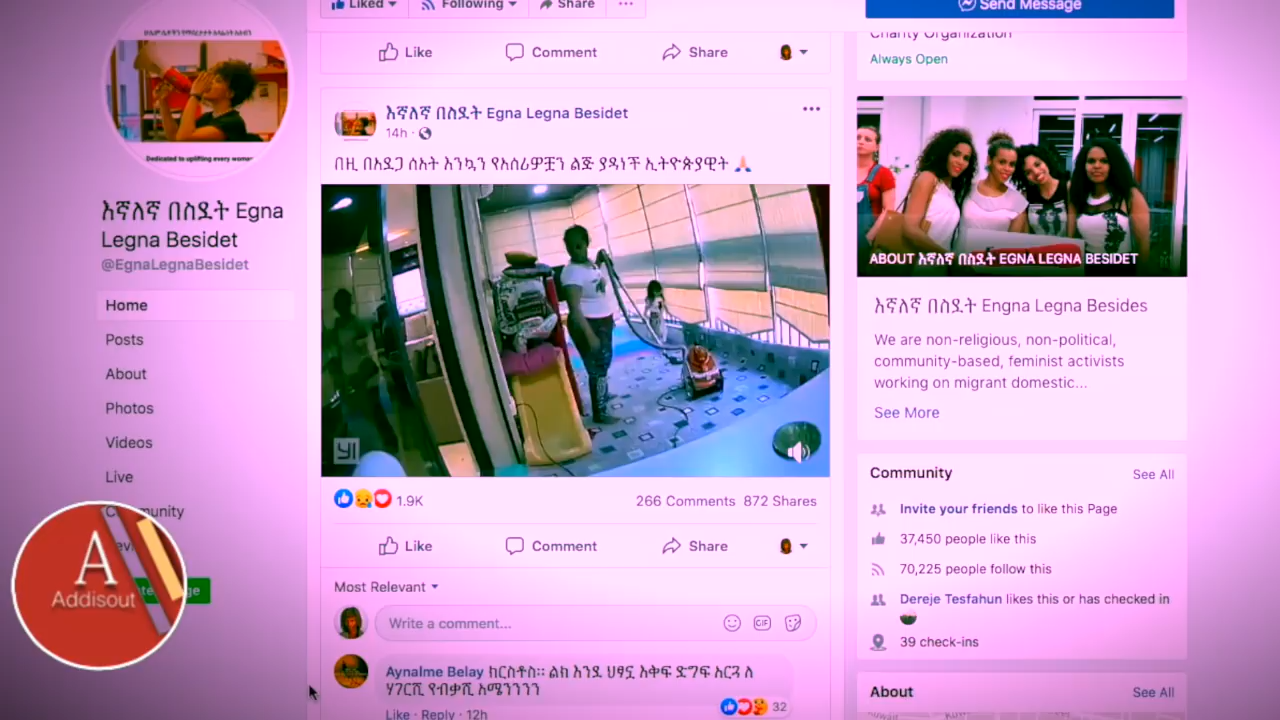 Liked
Following
Share
Send Message
Like
Comment
Share
Charity Organization
Always Open
Dedicated to uplifting every woman
እኛለኛ በስደት Egna Legna Besidet
14h
በዚ በአደጋ ሰአት እንኳን የአሰሪዎቿን ልጅ ያዳነች ኢትዮጵያዊት 🙏
እኛለኛ በስደት Egna
Legna Besidet
@EgnaLegnaBesidet
Home
Posts
About
Photos
Videos
Live
YI
ABOUT እኛለኛ በስደት EGNA LEGNA BESIDET
እኛለኛ በስደት Engna Legna Besides
We are non-religious, non-political,
community-based, feminist activists
working on migrant domestic...
See More
Community
See All
Invite your friends to like this Page
37,450 people like this
70,225 people follow this
Dereje Tesfahun likes this or has checked in
39 check-ins
About
See All
1.9K
266 Comments 872 Shares
Like
Comment
Share
Most Relevant
Write a comment...
GIF
Aynalme Belay ክርስቶስ። ልክ እንደ ህፃኗ እቅፍ ድግፍ አርጓ ለ
ሃገርሺ የብቃሺ አሜንንንን
Like · Reply · 12h
32
A
Addisout